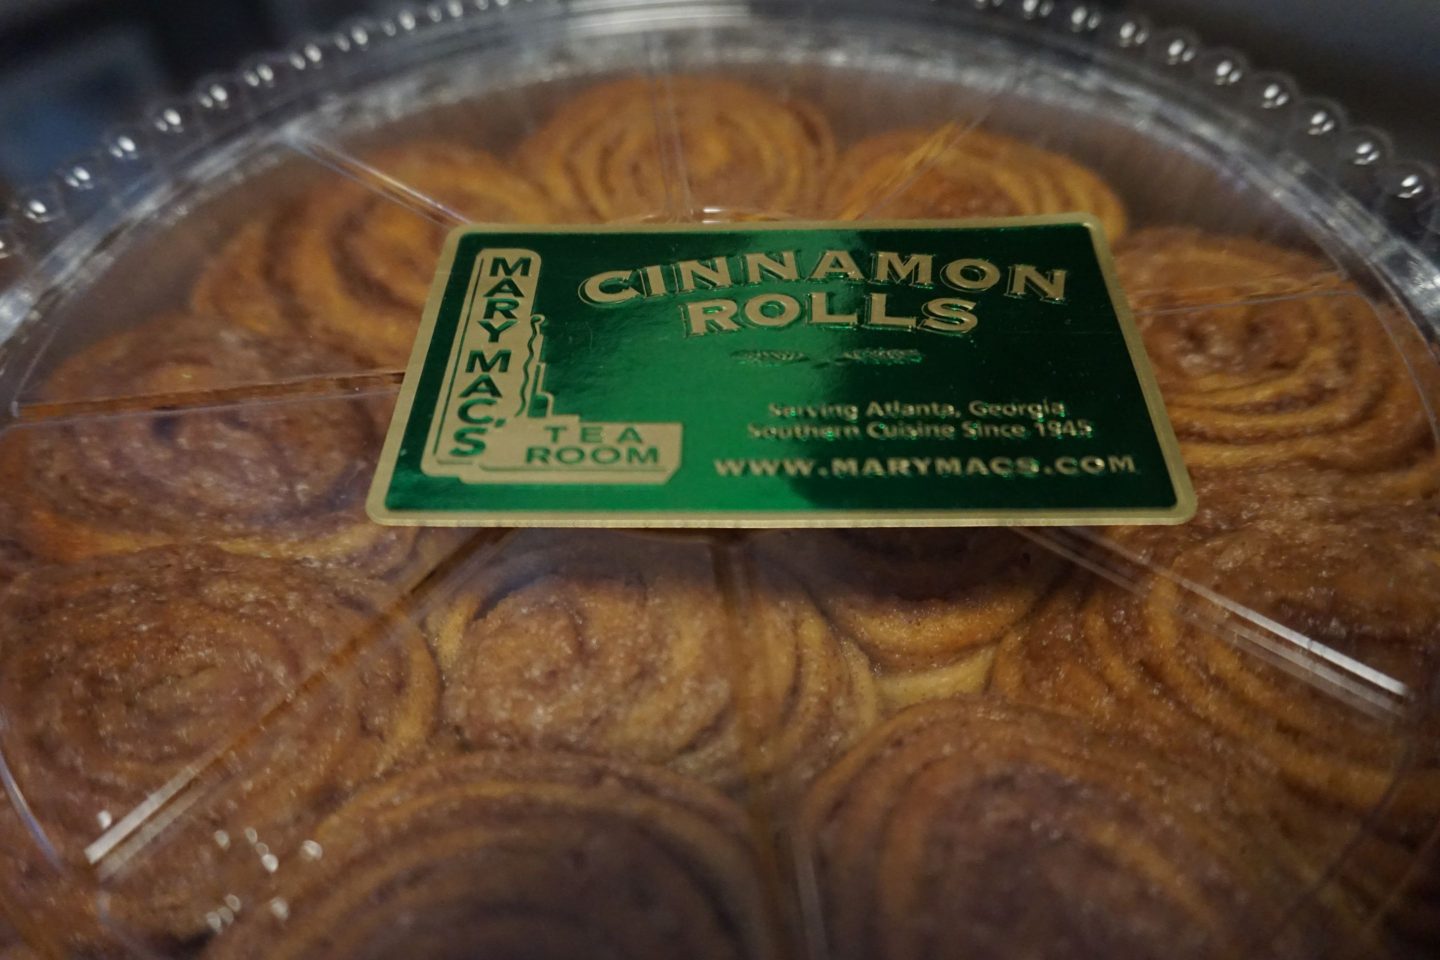 MARY MAC'S
TEA
ROOM
CINNAMON
ROLLS
Serving Atlanta, Georgia
Southern Cuisine Since 1945
WWW.MARYMACS.COM